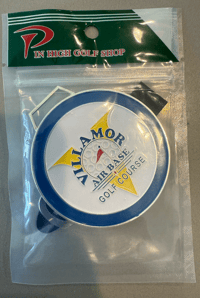 P
IN HIGH GOLF SHOP
VILLAMOR
AIR BASE
GOLF COURSE